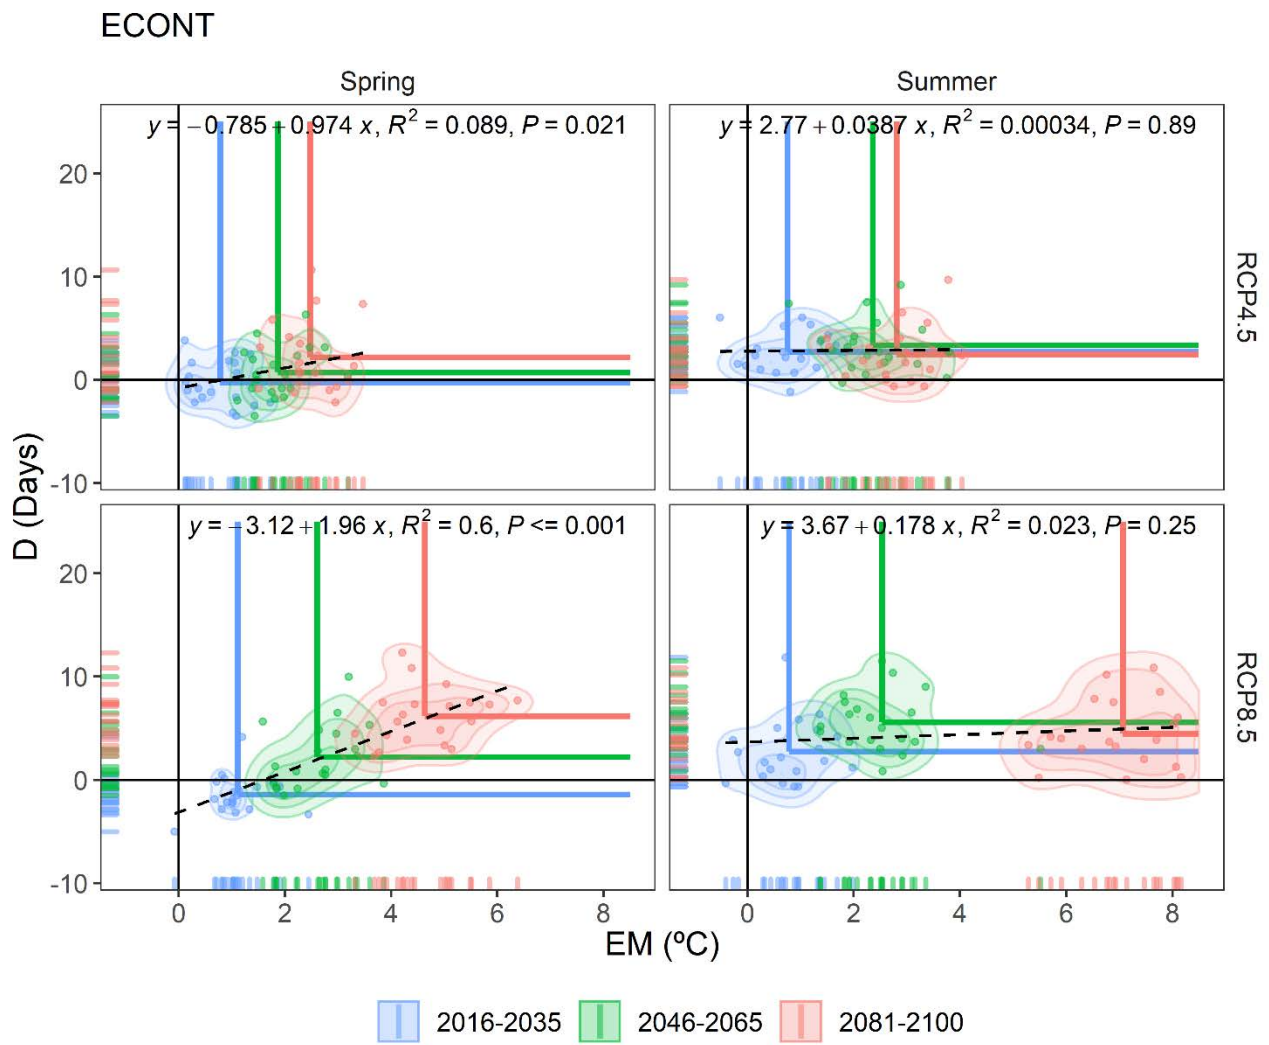 ECONT
Spring
Summer
y = −0.785 + 0.974 x, R² = 0.089, P = 0.021
y = 2.77 + 0.0387 x, R² = 0.00034, P = 0.89
RCP4.5
20
10
0
-10
D (Days)
y = −3.12 + 1.96 x, R² = 0.6, P <= 0.001
y = 3.67 + 0.178 x, R² = 0.023, P = 0.25
RCP8.5
20
10
0
-10
0 2 4 6 8
0 2 4 6 8
EM (ºC)
2016-2035 2046-2065 2081-2100